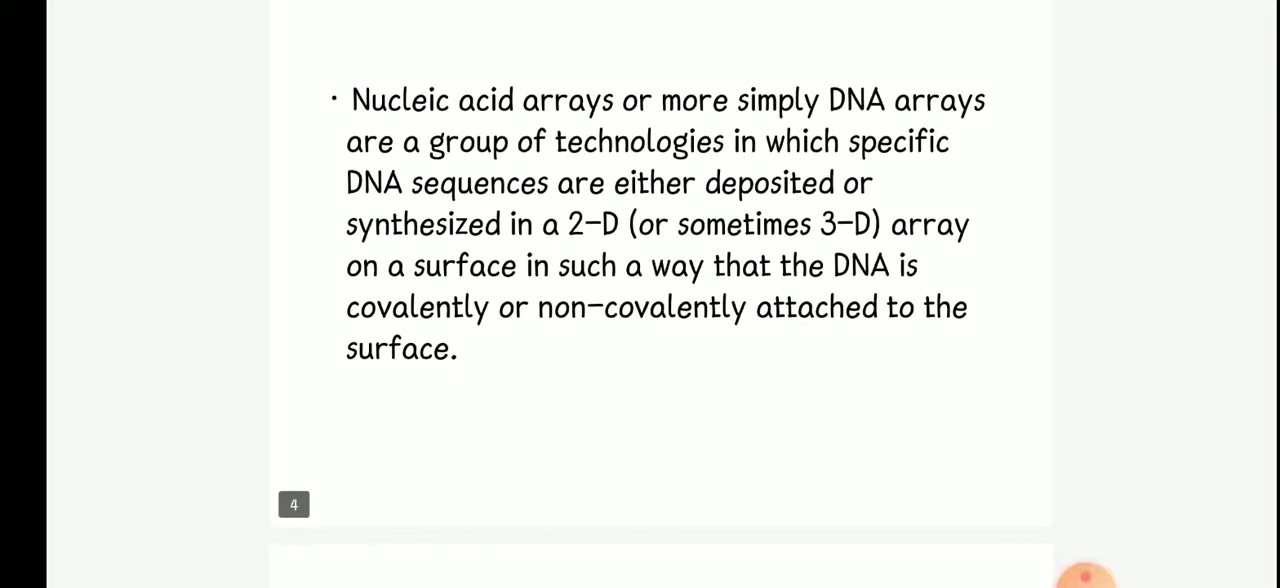 · Nucleic acid arrays or more simply DNA arrays
are a group of technologies in which specific
DNA sequences are either deposited or
synthesized in a 2-D (or sometimes 3-D) array
on a surface in such a way that the DNA is
covalently or non-covalently attached to the
surface.
4